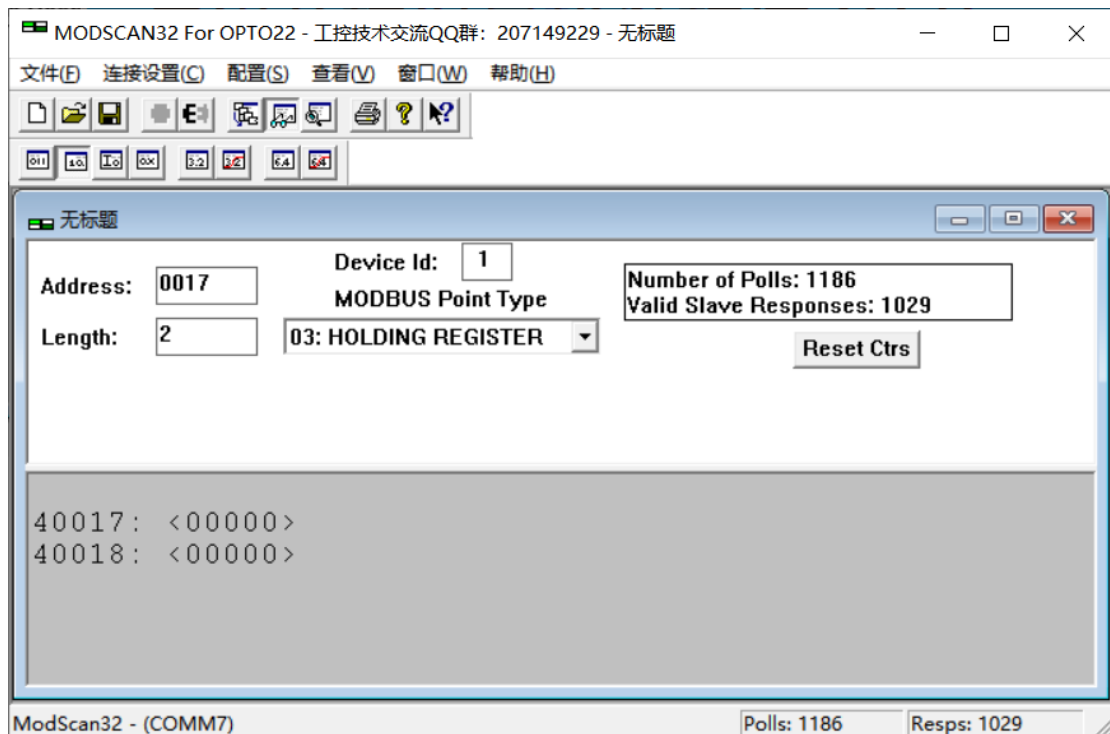 MODSCAN32 For OPTO22 - 工控技术交流QQ群：207149229 - 无标题
文件(F) 连接设置(C) 配置(S) 查看(V) 窗口(W) 帮助(H)
无标题
Device Id: 1
Address: 0017
MODBUS Point Type
Number of Polls: 1186
Valid Slave Responses: 1029
Length: 2
03: HOLDING REGISTER
Reset Ctrs
40017: <00000>
40018: <00000>
ModScan32 - (COMM7)
Polls: 1186
Resps: 1029